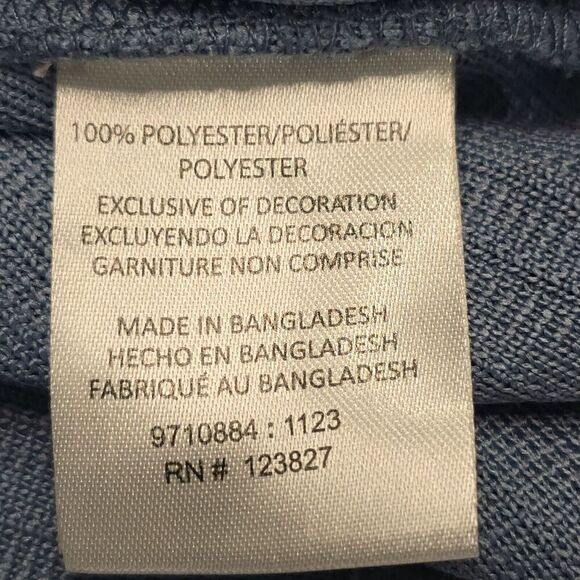 100% POLYESTER/POLIÉSTER/
POLYESTER
EXCLUSIVE OF DECORATION
EXCLUYENDO LA DECORACION
GARNITURE NON COMPRISE
MADE IN BANGLADESH
HECHO EN BANGLADESH
FABRIQUÉ AU BANGLADESH
9710884 : 1123
RN # 123827